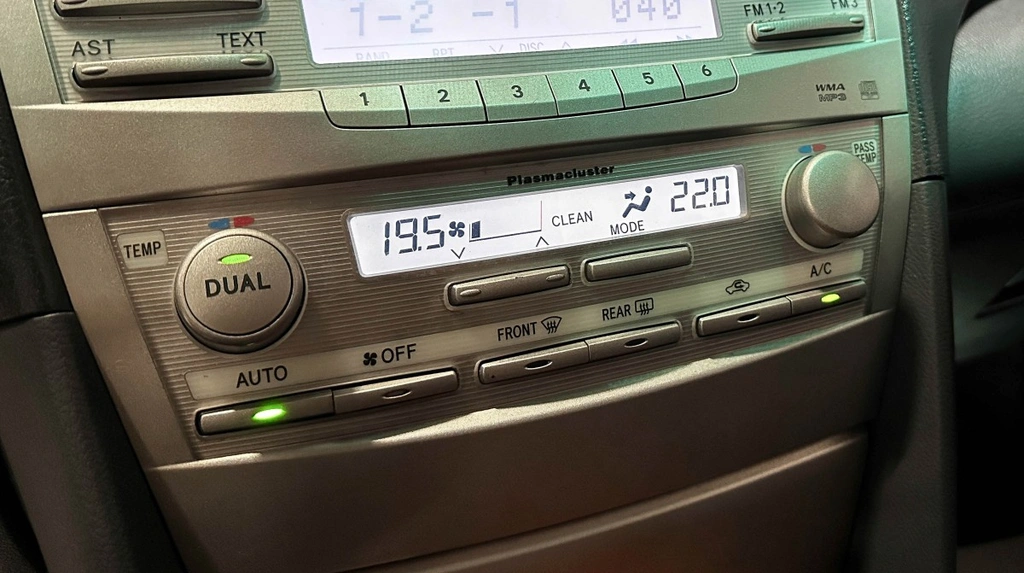 1-2 -1 040
FM1·2 FM3
AST TEXT
DISC
1 2 3 4 5 6
WMA
MP3
Plasmacluster
PASS
TEMP
TEMP
19.5 CLEAN MODE 22.0
DUAL
FRONT REAR A/C
AUTO OFF